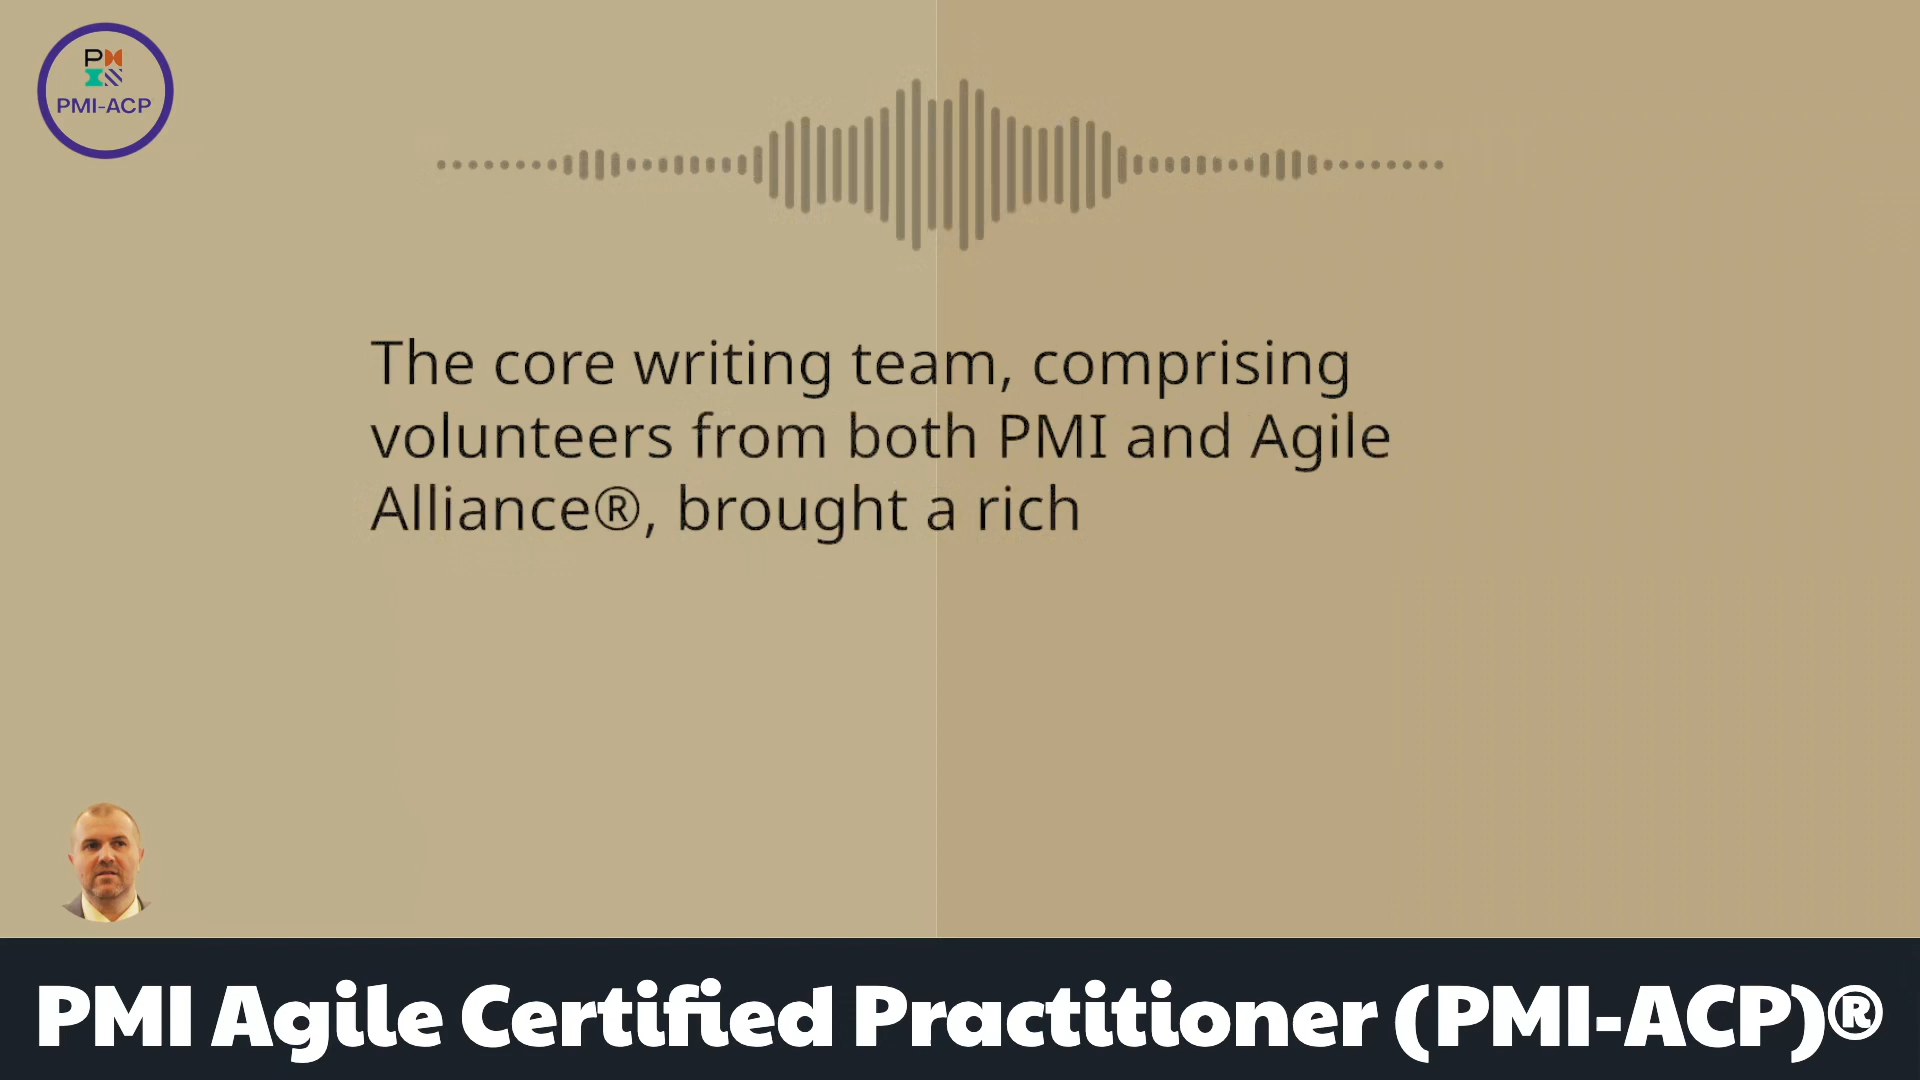 PM
PMI-ACP
The core writing team, comprising
volunteers from both PMI and Agile
Alliance®, brought a rich
PMI Agile Certified Practitioner (PMI-ACP)®